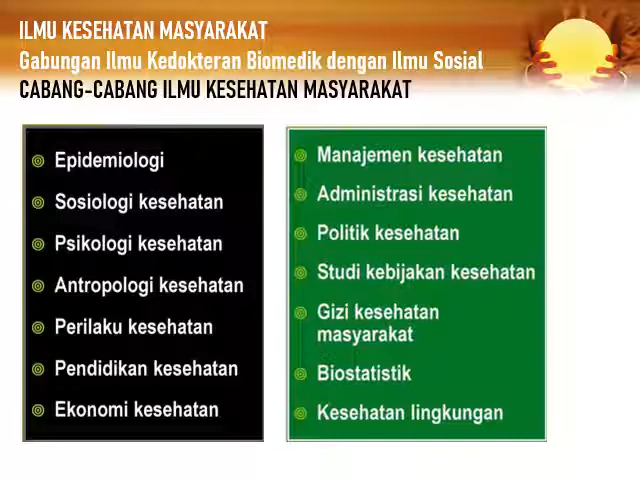 ILMU KESEHATAN MASYARAKAT
Gabungan Ilmu Kedokteran Biomedik dengan Ilmu Sosial
CABANG-CABANG ILMU KESEHATAN MASYARAKAT
Epidemiologi
Sosiologi kesehatan
Psikologi kesehatan
Antropologi kesehatan
Perilaku kesehatan
Pendidikan kesehatan
Ekonomi kesehatan
Manajemen kesehatan
Administrasi kesehatan
Politik kesehatan
Studi kebijakan kesehatan
Gizi kesehatan
masyarakat
Biostatistik
Kesehatan lingkungan